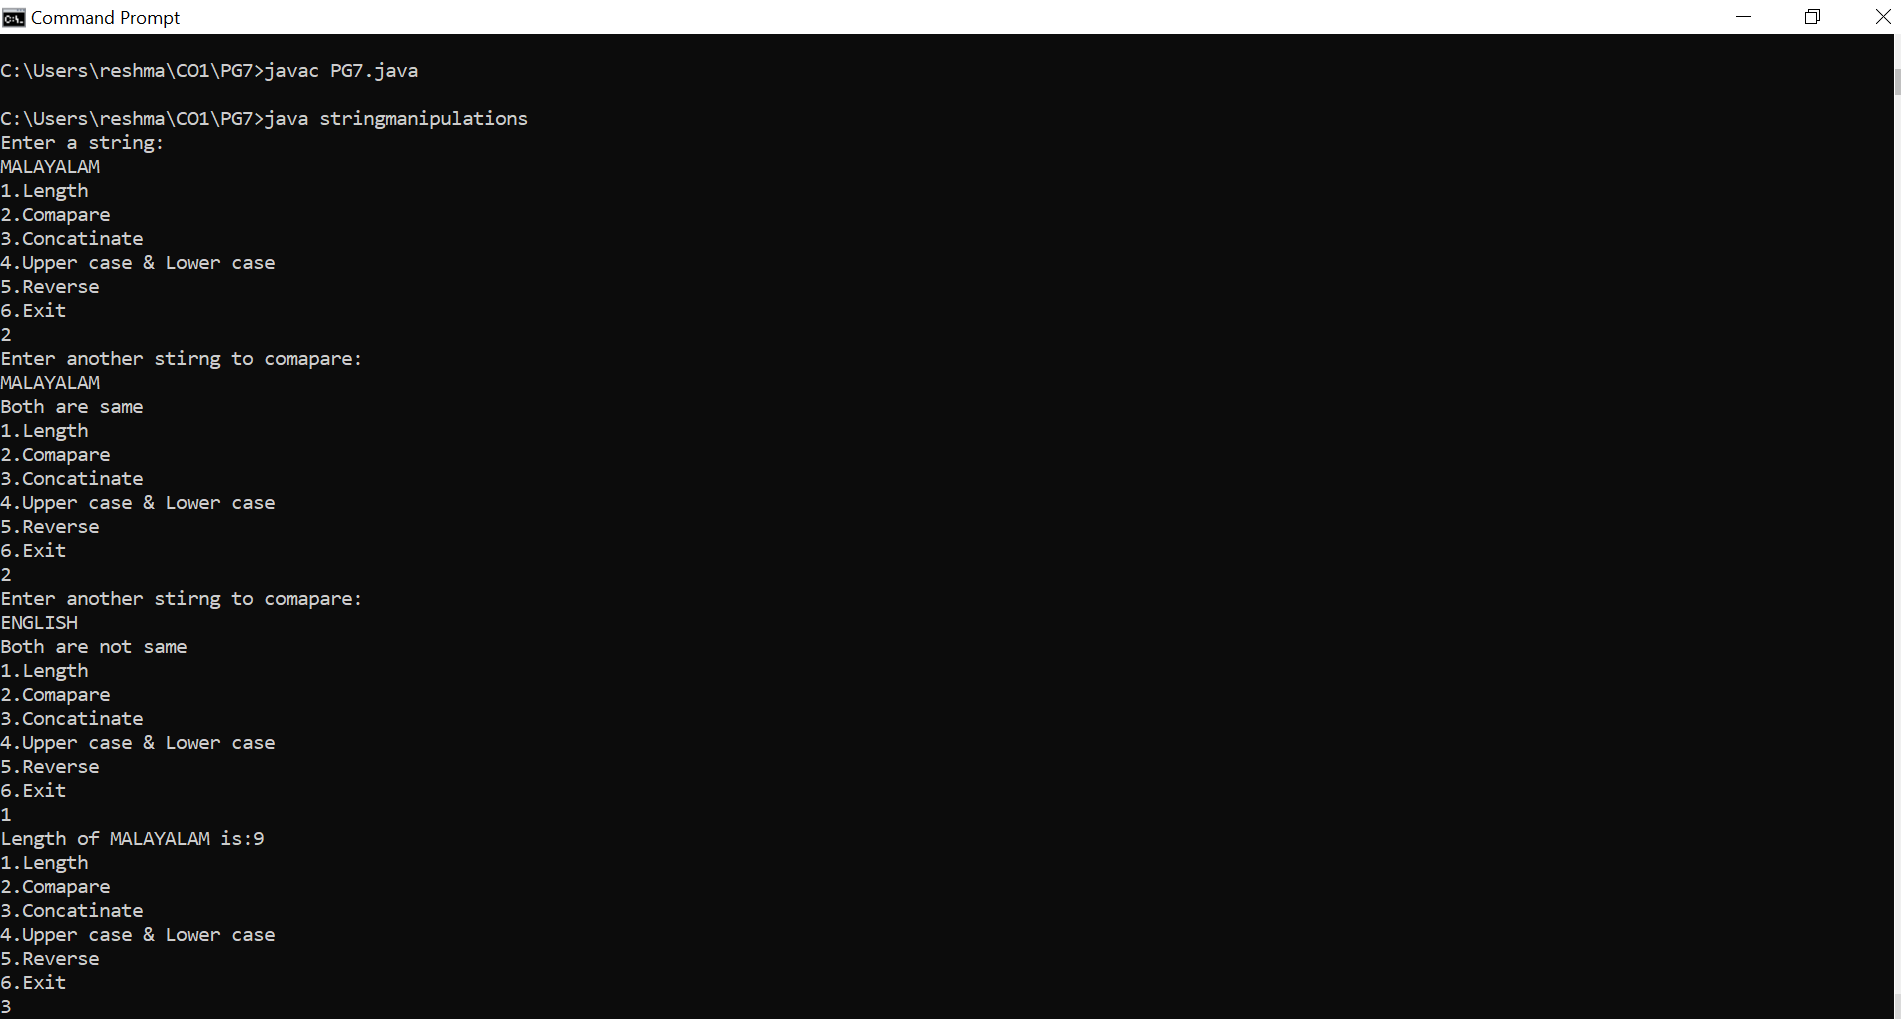 Command Prompt
C:\Users\reshma\CO1\PG7>javac PG7.java
C:\Users\reshma\CO1\PG7>java stringmanipulations
Enter a string:
MALAYALAM
1.Length
2.Comapare
3.Concatinate
4.Upper case & Lower case
5.Reverse
6.Exit
2
Enter another stirng to comapare:
MALAYALAM
Both are same
1.Length
2.Comapare
3.Concatinate
4.Upper case & Lower case
5.Reverse
6.Exit
2
Enter another stirng to comapare:
ENGLISH
Both are not same
1.Length
2.Comapare
3.Concatinate
4.Upper case & Lower case
5.Reverse
6.Exit
1
Length of MALAYALAM is:9
1.Length
2.Comapare
3.Concatinate
4.Upper case & Lower case
5.Reverse
6.Exit
3